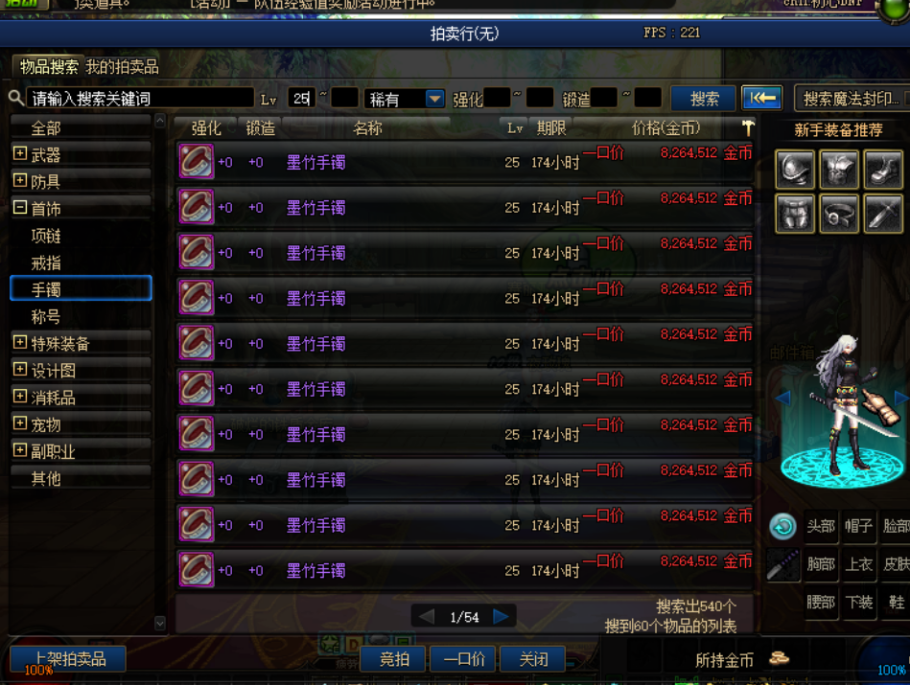 拍卖行(无) FPS : 221
物品搜索 我的拍卖品
请输入搜索关键词 Lv 25 ~ 稀有 强化 ~ 锻造 ~ 搜索 搜索魔法封印...
全部
武器
防具
首饰
项链
戒指
手镯
称号
特殊装备
设计图
消耗品
宠物
副职业
其他
强化 锻造 名称 Lv 期限 价格(金币)
+0 +0 墨竹手镯 25 174小时 一口价 8,264,512 金币
+0 +0 墨竹手镯 25 174小时 一口价 8,264,512 金币
+0 +0 墨竹手镯 25 174小时 一口价 8,264,512 金币
+0 +0 墨竹手镯 25 174小时 一口价 8,264,512 金币
+0 +0 墨竹手镯 25 174小时 一口价 8,264,512 金币
+0 +0 墨竹手镯 25 174小时 一口价 8,264,512 金币
+0 +0 墨竹手镯 25 174小时 一口价 8,264,512 金币
+0 +0 墨竹手镯 25 174小时 一口价 8,264,512 金币
+0 +0 墨竹手镯 25 174小时 一口价 8,264,512 金币
+0 +0 墨竹手镯 25 174小时 一口价 8,264,512 金币
1/54
搜索出540个
搜到60个物品的列表
新手装备推荐
头部 帽子 脸部
胸部 上衣 皮肤
腰部 下装 鞋
上架拍卖品 竞拍 一口价 关闭 所持金币
100% 100%